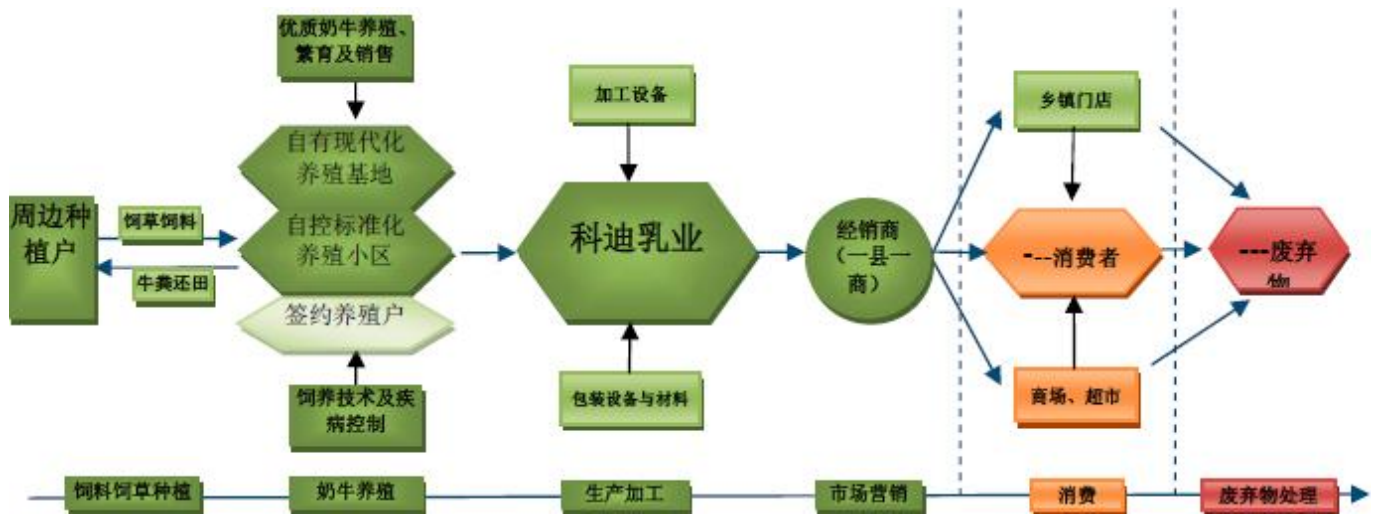 优质奶牛养殖、
繁育及销售
加工设备
乡镇门店
自有现代化
养殖基地
周边种
植户
饲草饲料
牛粪还田
自控标准化
养殖小区
签约养殖户
科迪乳业
经销商
（一县一
商）
---消费者
---废弃
物
饲养技术及疾
病控制
包装设备与材料
商场、超市
饲料饲草种植
奶牛养殖
生产加工
市场营销
消费
废弃物处理